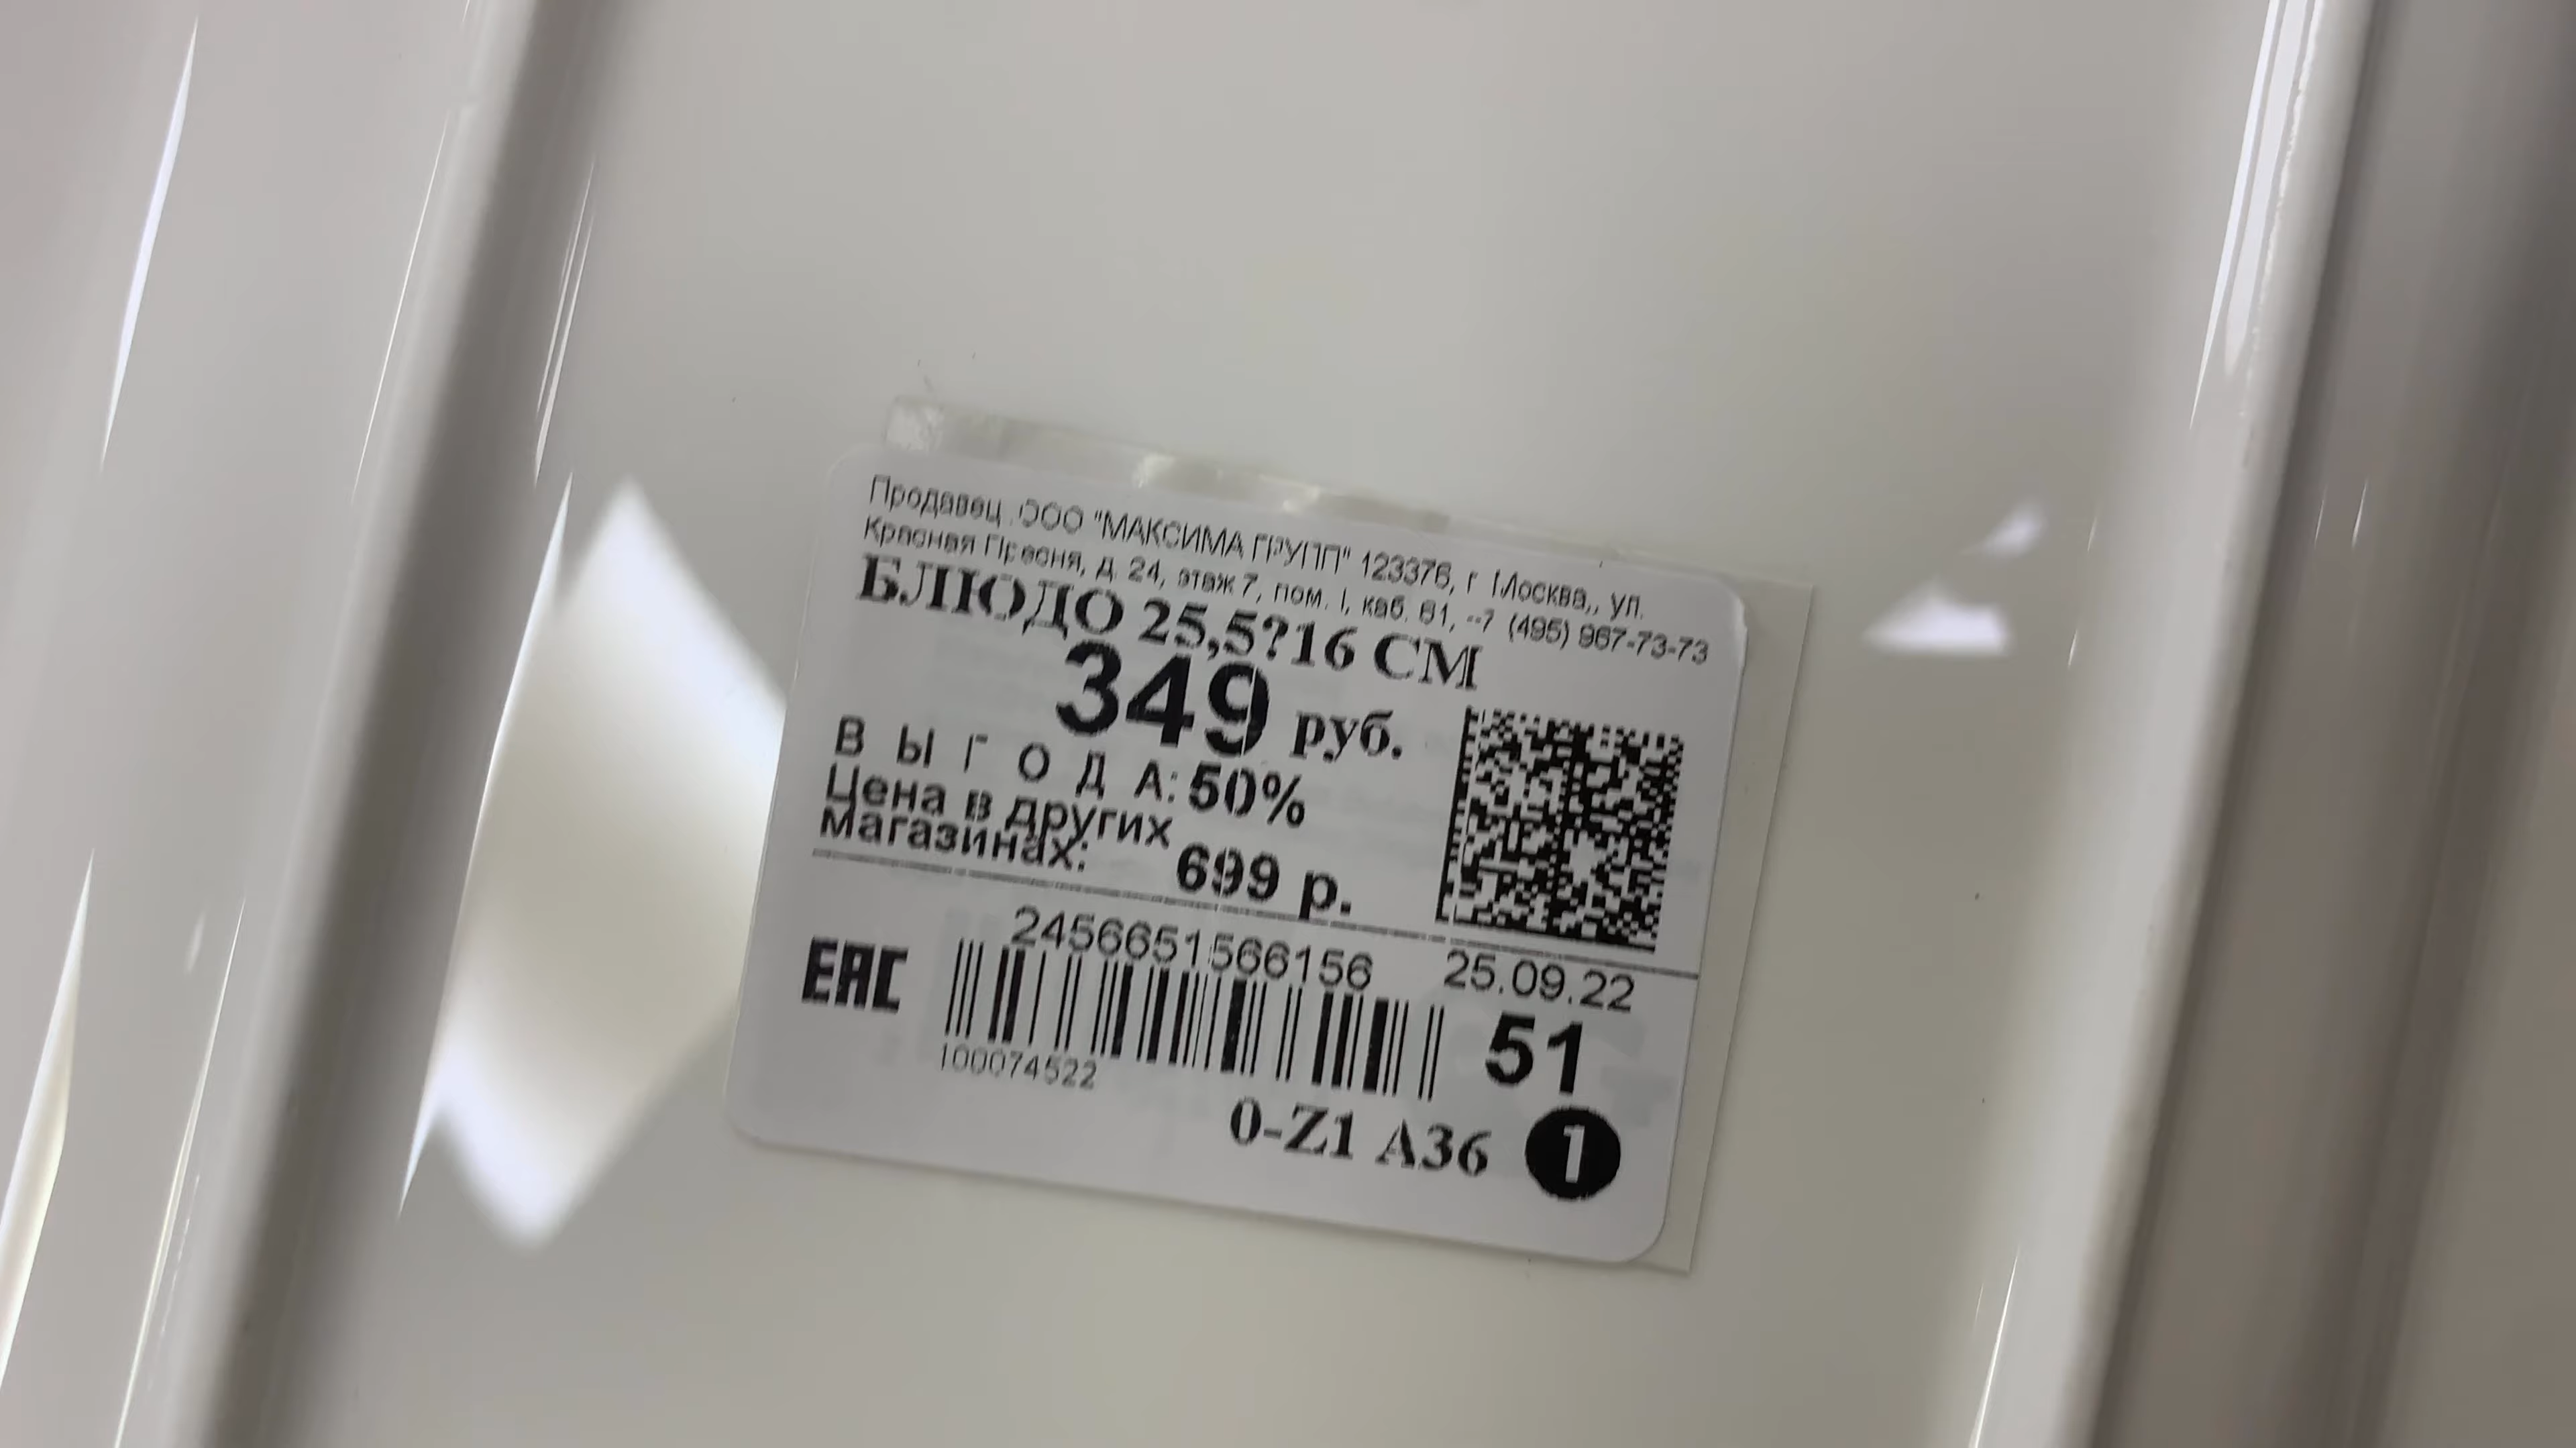 Продавец ООО "МАКСИМА ГРУПП" 123376, г Москва,, ул.
Красная Пресня, д. 24, этаж 7, пом. I, каб. 61, +7 (495) 967-73-73
БЛЮДО 25,5?16 СМ
349 руб.
В Ы Г О Д А: 50%
Цена в других
магазинах: 699 р.
2456651566156 25.09.22
EAC 51
100074522
0-Z1 A36 1